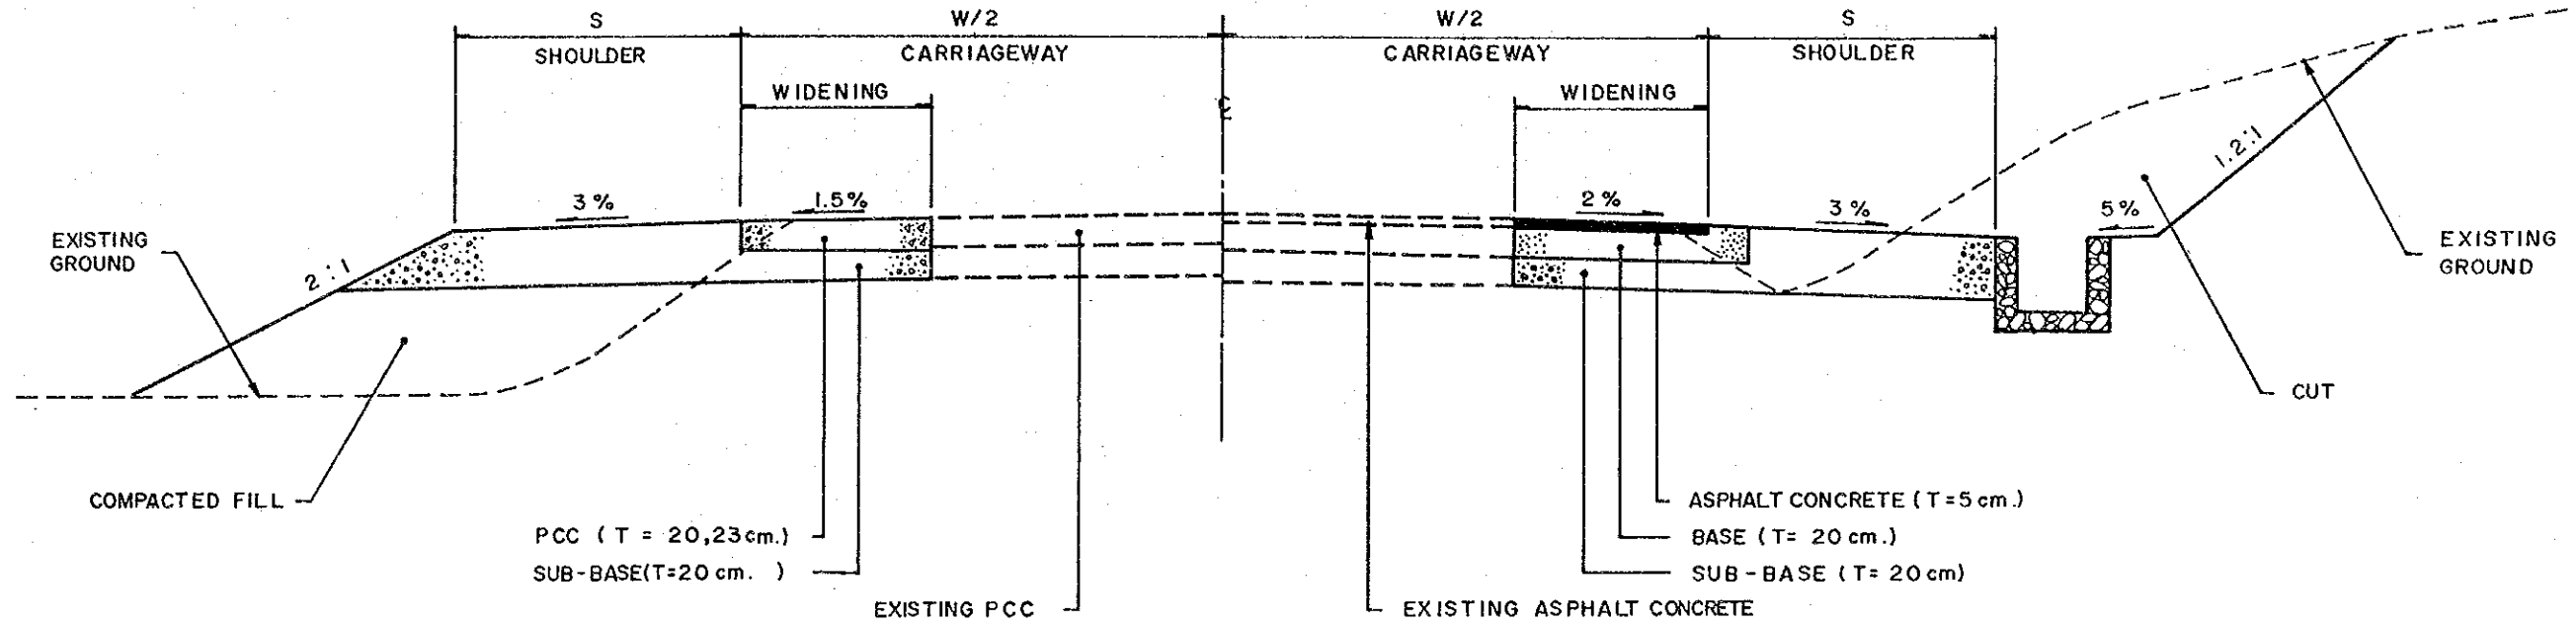 S
W/2
W/2
S
SHOULDER
CARRIAGEWAY
CARRIAGEWAY
SHOULDER
WIDENING
WIDENING
℄
3%
1.5%
2%
3%
5%
1.2:1
2:1
EXISTING
GROUND
EXISTING
GROUND
CUT
COMPACTED FILL
PCC ( T = 20,23cm.)
SUB-BASE(T=20 cm. )
EXISTING PCC
ASPHALT CONCRETE ( T=5 cm.)
BASE (T= 20 cm.)
SUB-BASE (T= 20 cm)
EXISTING ASPHALT CONCRETE